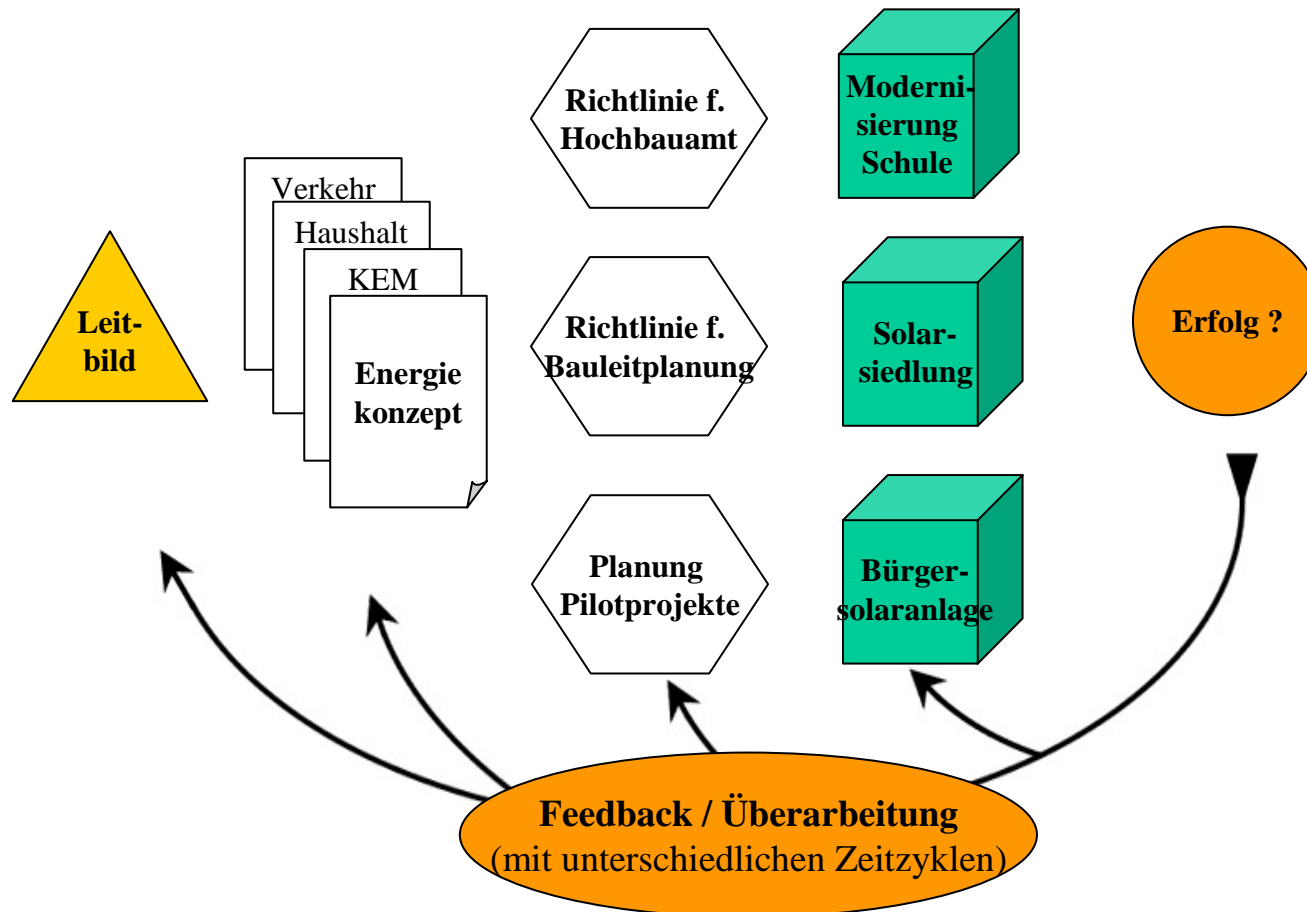 Leit-
bild
Verkehr
Haushalt
KEM
Energie
konzept
Richtlinie f.
Hochbauamt
Richtlinie f.
Bauleitplanung
Planung
Pilotprojekte
Moderni-
sierung
Schule
Solar-
siedlung
Bürger-
solaranlage
Erfolg ?
Feedback / Überarbeitung
(mit unterschiedlichen Zeitzyklen)